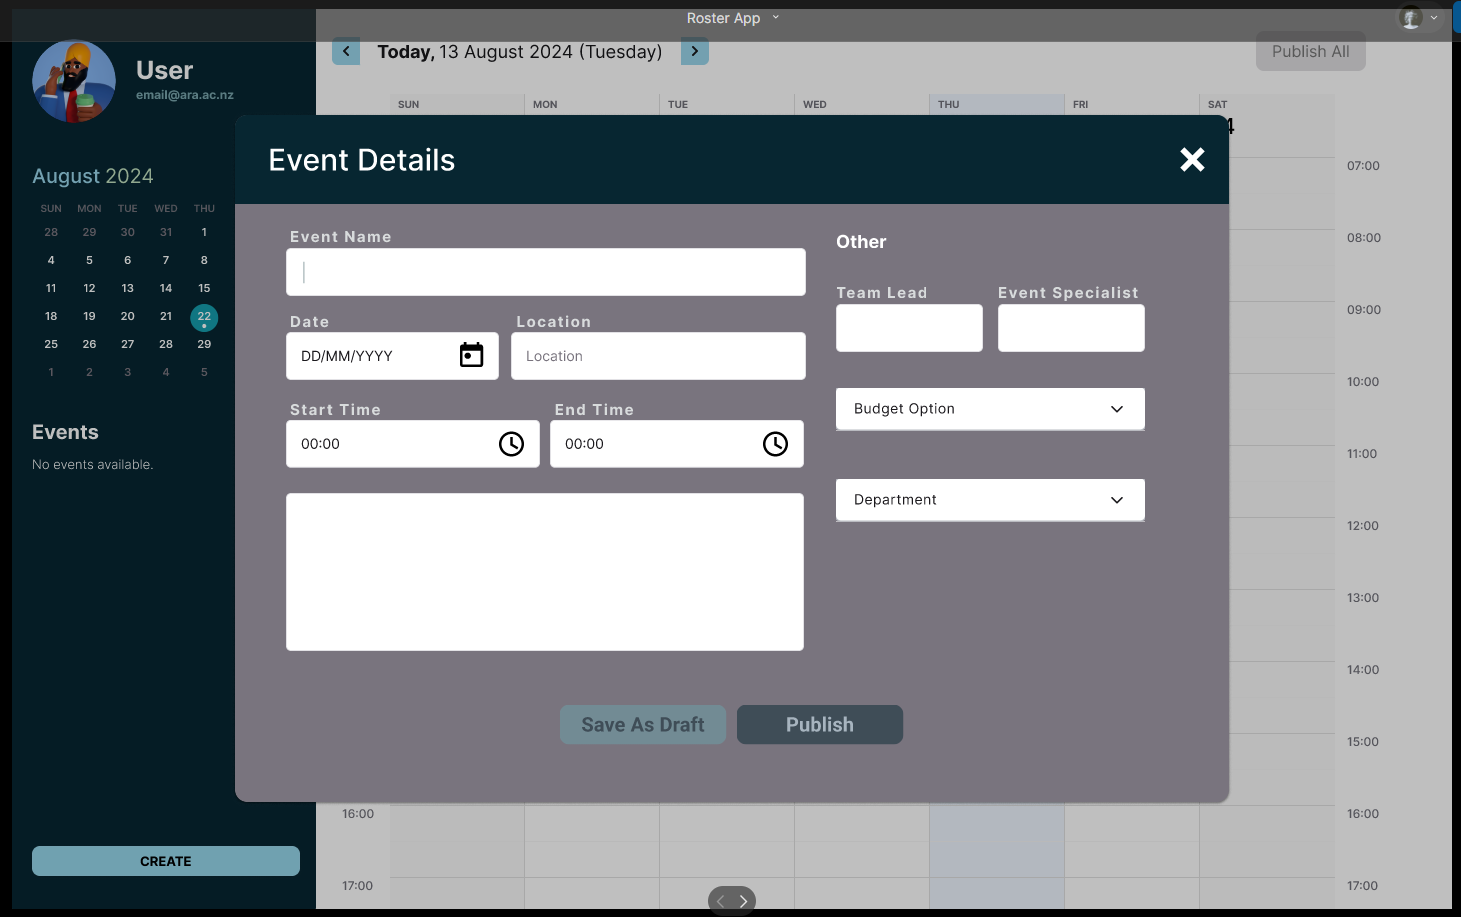 Roster App
Today, 13 August 2024 (Tuesday)
Publish All
User
email@ara.ac.nz
SUN MON TUE WED THU FRI SAT
4
August 2024
SUN MON TUE WED THU
28 29 30 31 1
4 5 6 7 8
11 12 13 14 15
18 19 20 21 22
25 26 27 28 29
1 2 3 4 5
Events
No events available.
CREATE
Event Details
Event Name
Date Location
DD/MM/YYYY Location
Start Time End Time
00:00 00:00
Other
Team Lead Event Specialist
Budget Option
Department
Save As Draft Publish
07:00
08:00
09:00
10:00
11:00
12:00
13:00
14:00
15:00
16:00 16:00
17:00 17:00